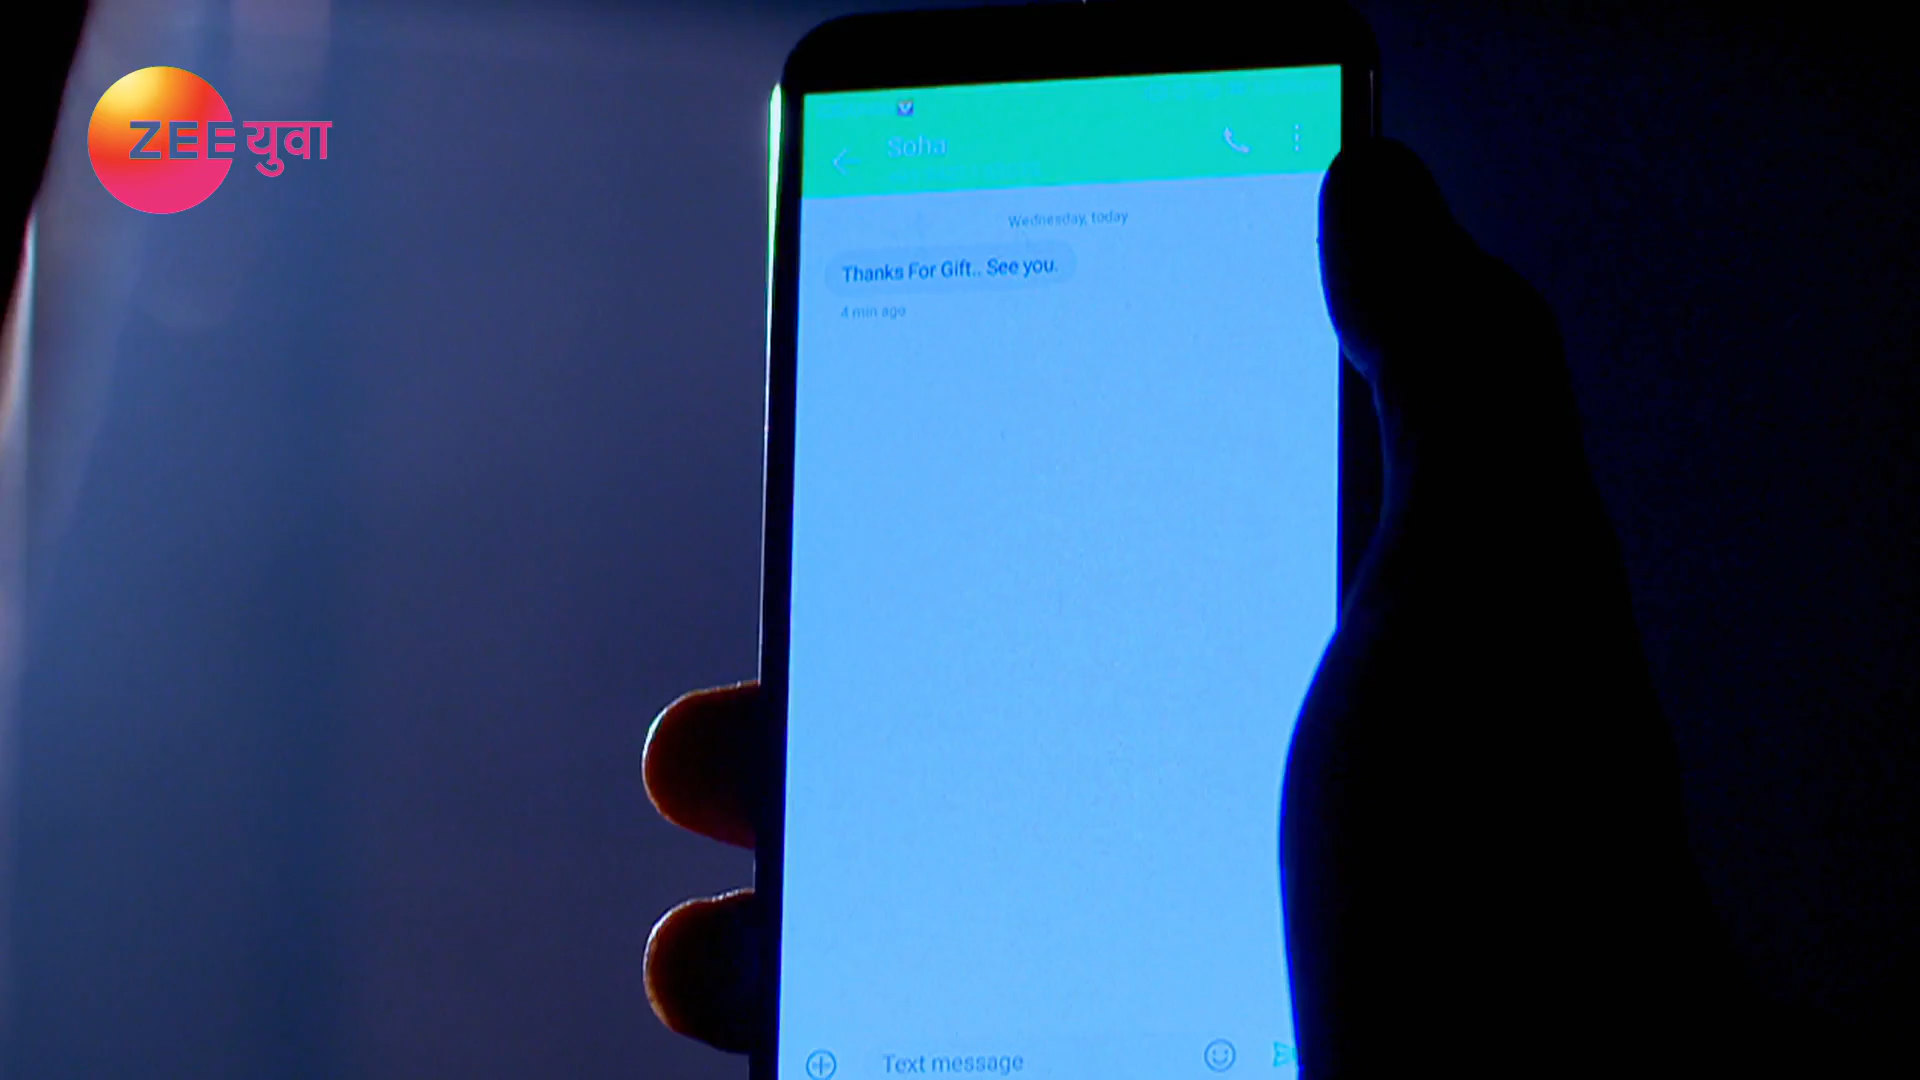 ZEE युवा
Soha
Wednesday, today
Thanks For Gift.. See you.
4 min ago
Text message